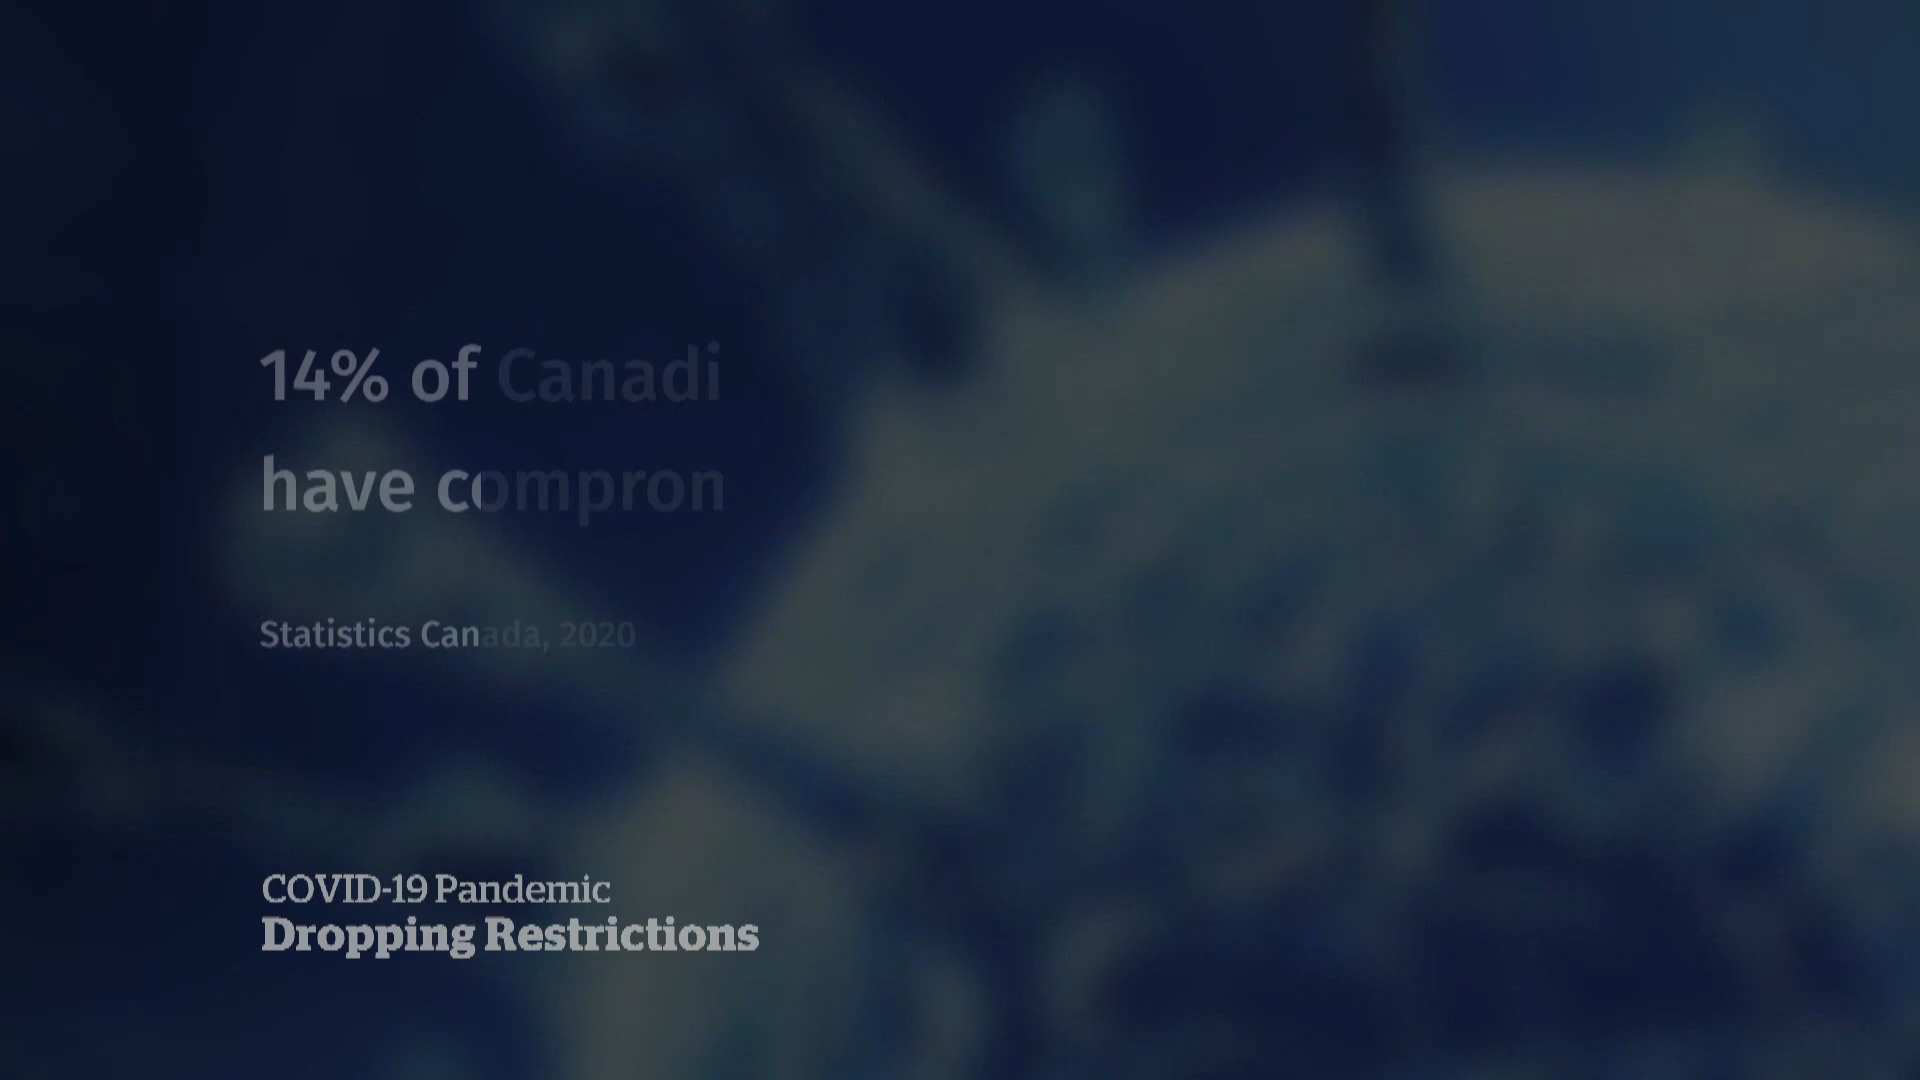 14% of Canadi
have compron
Statistics Canada, 2020
COVID-19 Pandemic
Dropping Restrictions